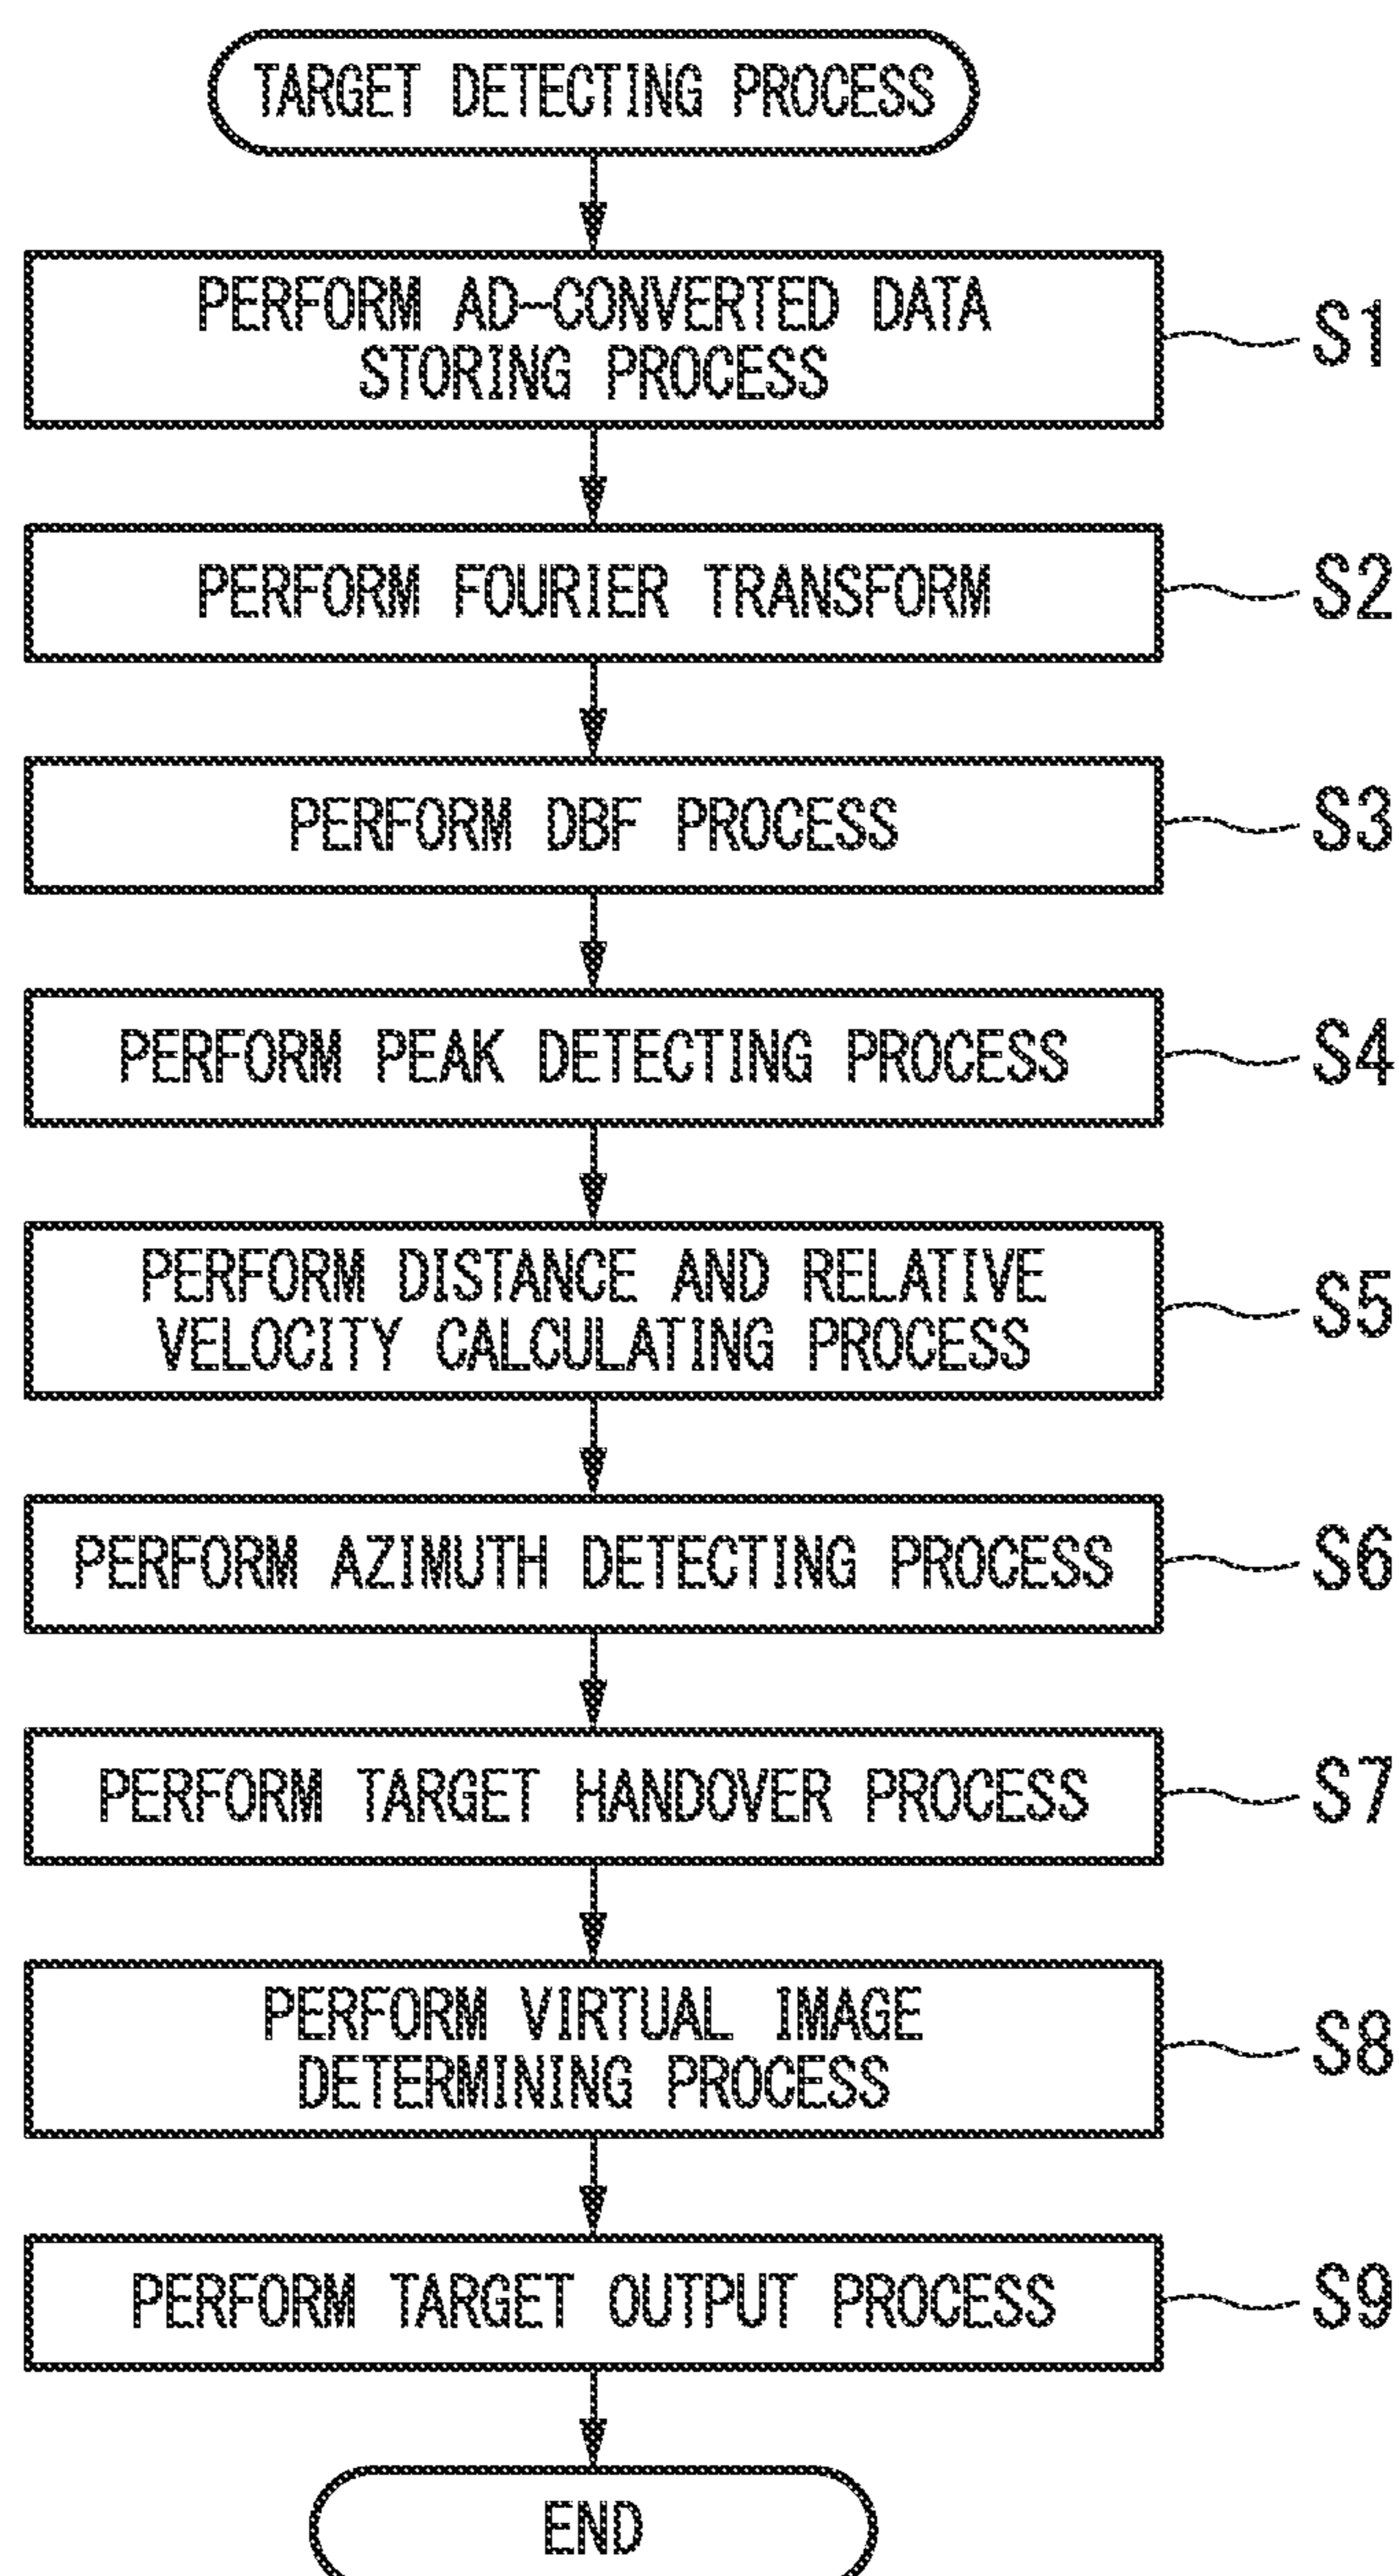 TARGET DETECTING PROCESS
PERFORM AD-CONVERTED DATA
STORING PROCESS
S1
PERFORM FOURIER TRANSFORM
S2
PERFORM DBF PROCESS
S3
PERFORM PEAK DETECTING PROCESS
S4
PERFORM DISTANCE AND RELATIVE
VELOCITY CALCULATING PROCESS
S5
PERFORM AZIMUTH DETECTING PROCESS
S6
PERFORM TARGET HANDOVER PROCESS
S7
PERFORM VIRTUAL IMAGE
DETERMINING PROCESS
S8
PERFORM TARGET OUTPUT PROCESS
S9
END